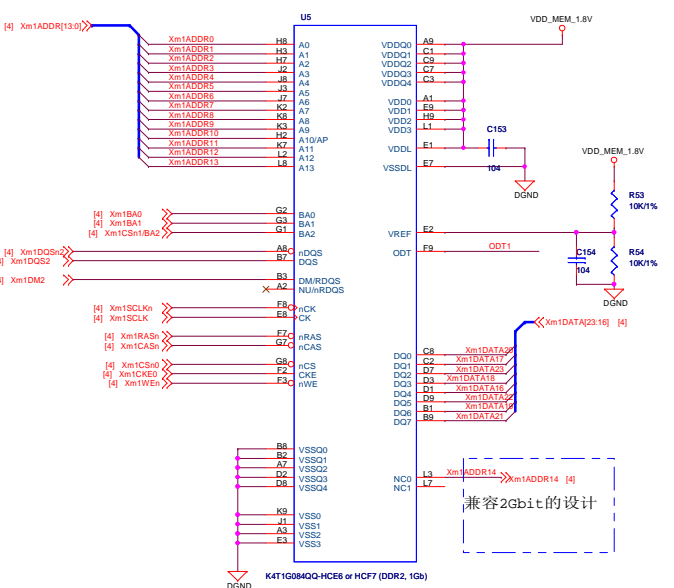 U5
VDD_MEM_1.8V
[4] Xm1ADDR[13:0]
Xm1ADDR0 H8 A0 VDDQ0 A9
Xm1ADDR1 H3 A1 VDDQ1 C1
Xm1ADDR2 H7 A2 VDDQ2 C9
Xm1ADDR3 J2 A3 VDDQ3 C7
Xm1ADDR4 J8 A4 VDDQ4 C3
Xm1ADDR5 J3 A5
Xm1ADDR6 J7 A6 VDD0 A1
Xm1ADDR7 K2 A7 VDD1 E9
Xm1ADDR8 K8 A8 VDD2 H9
Xm1ADDR9 K3 A9 VDD3 L1
Xm1ADDR10 H2 A10/AP
Xm1ADDR11 K7 A11 VDDL E1
Xm1ADDR12 L2 A12
Xm1ADDR13 L8 A13 VSSDL E7
C153
104
DGND
VDD_MEM_1.8V
R53
10K/1%
[4] Xm1BA0 G2 BA0
[4] Xm1BA1 G3 BA1
[4] Xm1CSn1/BA2 G1 BA2
VREF E2
ODT F9 ODT1
C154
104
R54
10K/1%
DGND
[4] Xm1DQSn2 A8 nDQS
Xm1DQS2 B7 DQS
Xm1DM2 B3 DM/RDQS
A2 NU/nRDQS
[4] Xm1SCLKn F8 nCK
[4] Xm1SCLK E8 CK
[4] Xm1RASn F7 nRAS
[4] Xm1CASn G7 nCAS
[4] Xm1CSn0 G8 nCS
[4] Xm1CKE0 F2 CKE
[4] Xm1WEn F3 nWE
Xm1DATA[23:16] [4]
DQ0 C8 Xm1DATA20
DQ1 C2 Xm1DATA17
DQ2 D7 Xm1DATA23
DQ3 D3 Xm1DATA18
DQ4 D1 Xm1DATA16
DQ5 D9 Xm1DATA22
DQ6 B1 Xm1DATA19
DQ7 B9 Xm1DATA21
B8 VSSQ0
B2 VSSQ1
A7 VSSQ2
D2 VSSQ3
D8 VSSQ4
NC0 L3 Xm1ADDR14 Xm1ADDR14 [4]
NC1 L7
兼容2Gbit的设计
K9 VSS0
J1 VSS1
A3 VSS2
E3 VSS3
DGND
K4T1G084QQ-HCE6 or HCF7 (DDR2, 1Gb)